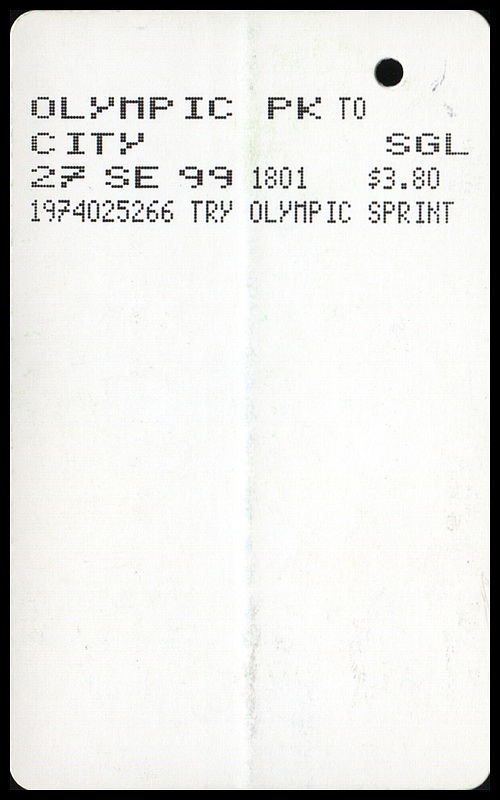 OLYMPIC PK TO
CITY SGL
27 SE 99 1801 $3.80
1974025266 TRY OLYMPIC SPRINT